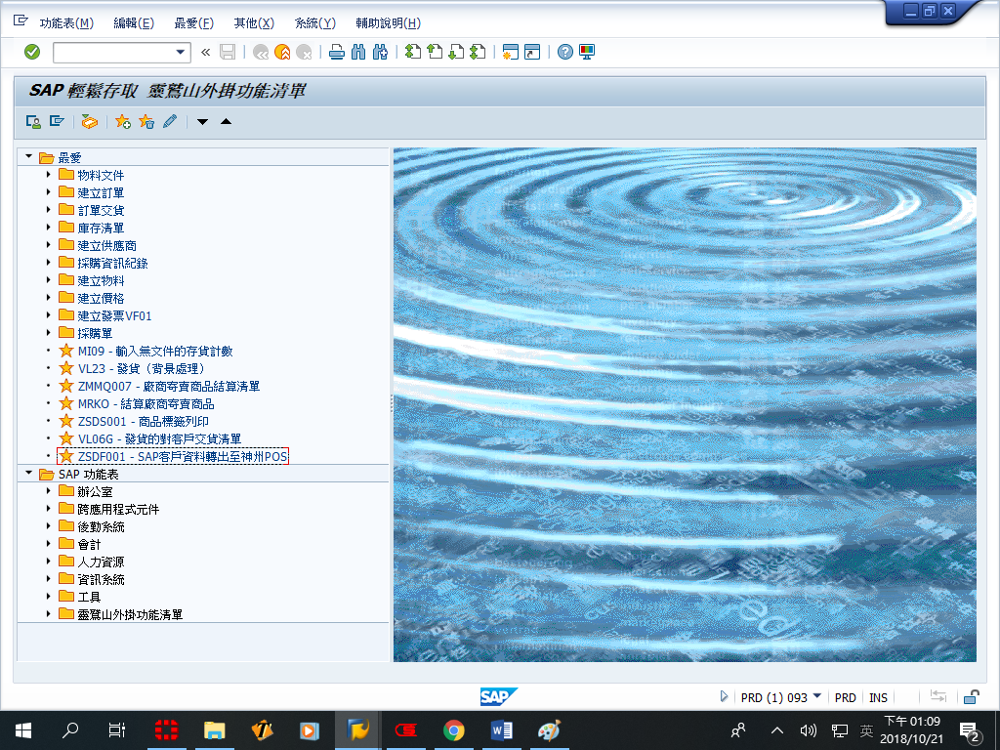 功能表(M) 編輯(E) 最愛(F) 其他(X) 系統(Y) 輔助說明(H)
SAP 輕鬆存取 靈鷲山外掛功能清單
最愛
物料文件
建立訂單
訂單交貨
庫存清單
建立供應商
採購資訊紀錄
建立物料
建立價格
建立發票VF01
採購單
MI09 - 輸入無文件的存貨計數
VL23 - 發貨（背景處理）
ZMMQ007 - 廠商寄賣商品結算清單
MRKO - 結算廠商寄賣商品
ZSDS001 - 商品標籤列印
VL06G - 發貨的對客戶交貨清單
ZSDF001 - SAP客戶資料轉出至神州POS
SAP 功能表
辦公室
跨應用程式元件
後勤系統
會計
人力資源
資訊系統
工具
靈鷲山外掛功能清單
SAP
PRD (1) 093 PRD INS
英
下午 01:09
2018/10/21
2